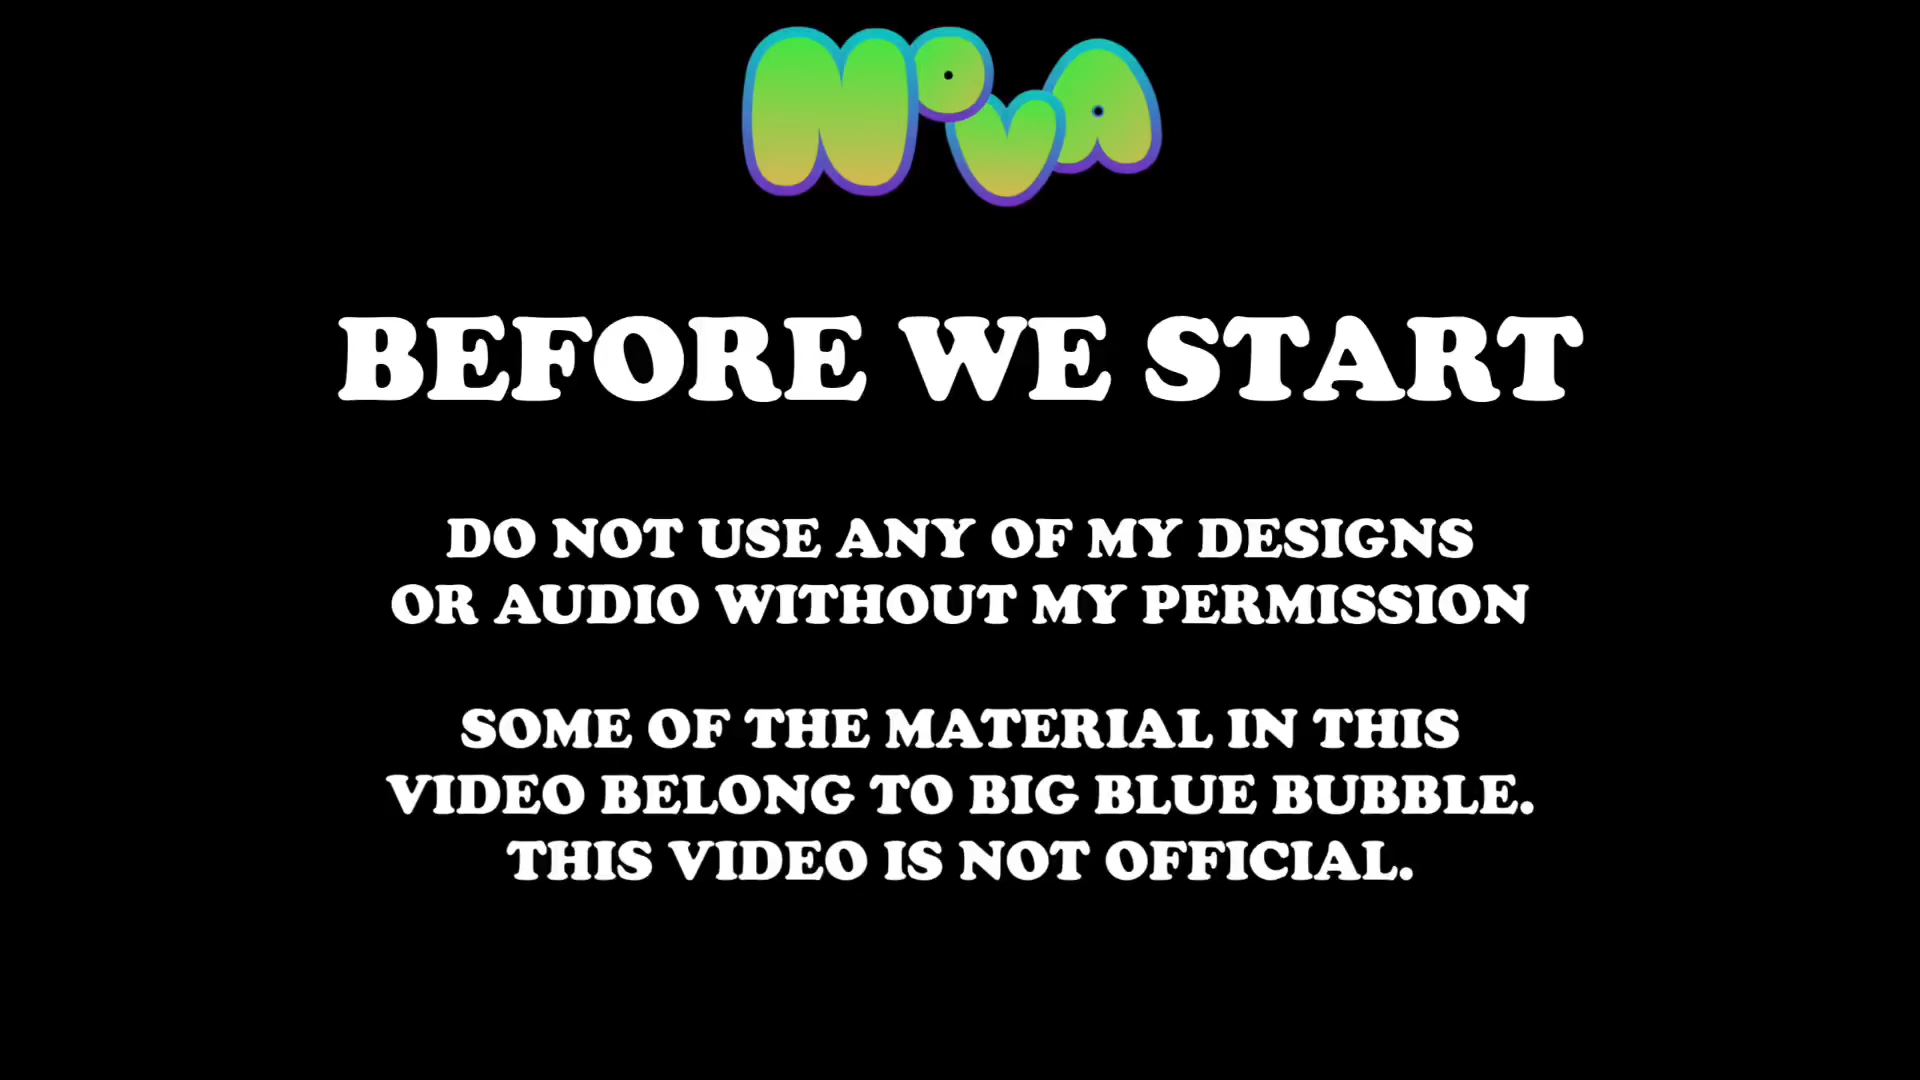 NoVA
BEFORE WE START
DO NOT USE ANY OF MY DESIGNS
OR AUDIO WITHOUT MY PERMISSION
SOME OF THE MATERIAL IN THIS
VIDEO BELONG TO BIG BLUE BUBBLE.
THIS VIDEO IS NOT OFFICIAL.